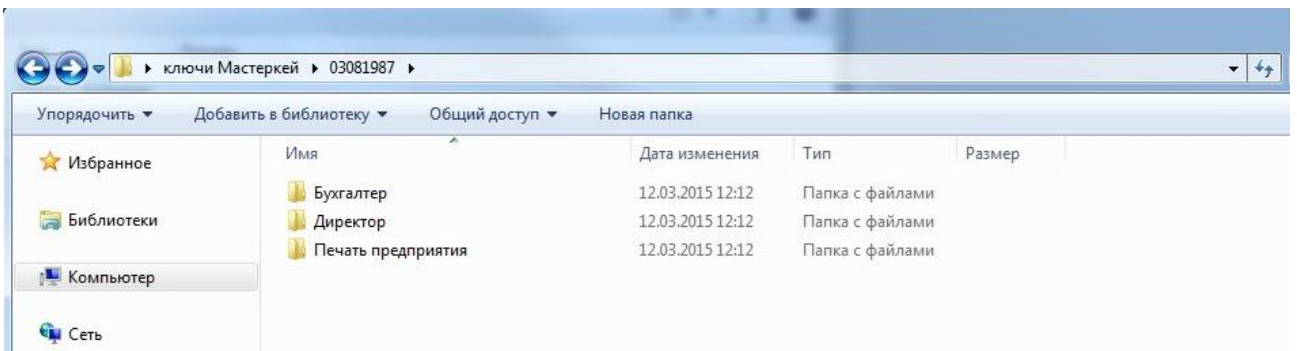 ключи Мастеркей 03081987
Упорядочить Добавить в библиотеку Общий доступ Новая папка
Избранное
Библиотеки
Компьютер
Сеть
Имя Дата изменения Тип Размер
Бухгалтер 12.03.2015 12:12 Папка с файлами
Директор 12.03.2015 12:12 Папка с файлами
Печать предприятия 12.03.2015 12:12 Папка с файлами